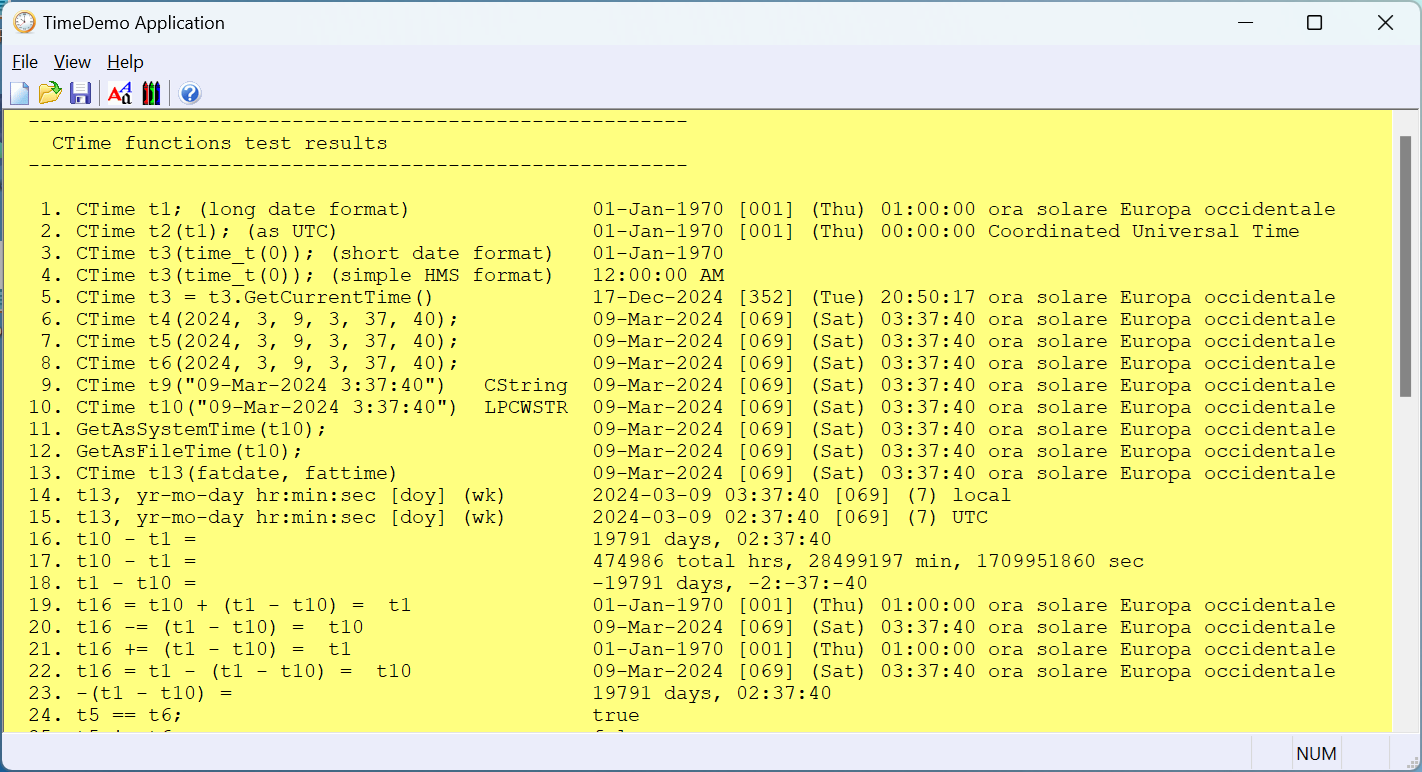 TimeDemo Application
File View Help
-------------------------------------------------------
CTime functions test results
-------------------------------------------------------
1. CTime t1; (long date format) 01-Jan-1970 [001] (Thu) 01:00:00 ora solare Europa occidentale
2. CTime t2(t1); (as UTC) 01-Jan-1970 [001] (Thu) 00:00:00 Coordinated Universal Time
3. CTime t3(time_t(0)); (short date format) 01-Jan-1970
4. CTime t3(time_t(0)); (simple HMS format) 12:00:00 AM
5. CTime t3 = t3.GetCurrentTime() 17-Dec-2024 [352] (Tue) 20:50:17 ora solare Europa occidentale
6. CTime t4(2024, 3, 9, 3, 37, 40); 09-Mar-2024 [069] (Sat) 03:37:40 ora solare Europa occidentale
7. CTime t5(2024, 3, 9, 3, 37, 40); 09-Mar-2024 [069] (Sat) 03:37:40 ora solare Europa occidentale
8. CTime t6(2024, 3, 9, 3, 37, 40); 09-Mar-2024 [069] (Sat) 03:37:40 ora solare Europa occidentale
9. CTime t9("09-Mar-2024 3:37:40") CString 09-Mar-2024 [069] (Sat) 03:37:40 ora solare Europa occidentale
10. CTime t10("09-Mar-2024 3:37:40") LPCWSTR 09-Mar-2024 [069] (Sat) 03:37:40 ora solare Europa occidentale
11. GetAsSystemTime(t10); 09-Mar-2024 [069] (Sat) 03:37:40 ora solare Europa occidentale
12. GetAsFileTime(t10); 09-Mar-2024 [069] (Sat) 03:37:40 ora solare Europa occidentale
13. CTime t13(fatdate, fattime) 09-Mar-2024 [069] (Sat) 03:37:40 ora solare Europa occidentale
14. t13, yr-mo-day hr:min:sec [doy] (wk) 2024-03-09 03:37:40 [069] (7) local
15. t13, yr-mo-day hr:min:sec [doy] (wk) 2024-03-09 02:37:40 [069] (7) UTC
16. t10 - t1 = 19791 days, 02:37:40
17. t10 - t1 = 474986 total hrs, 28499197 min, 1709951860 sec
18. t1 - t10 = -19791 days, -2:-37:-40
19. t16 = t10 + (t1 - t10) = t1 01-Jan-1970 [001] (Thu) 01:00:00 ora solare Europa occidentale
20. t16 -= (t1 - t10) = t10 09-Mar-2024 [069] (Sat) 03:37:40 ora solare Europa occidentale
21. t16 += (t1 - t10) = t1 01-Jan-1970 [001] (Thu) 01:00:00 ora solare Europa occidentale
22. t16 = t1 - (t1 - t10) = t10 09-Mar-2024 [069] (Sat) 03:37:40 ora solare Europa occidentale
23. -(t1 - t10) = 19791 days, 02:37:40
24. t5 == t6; true
NUM